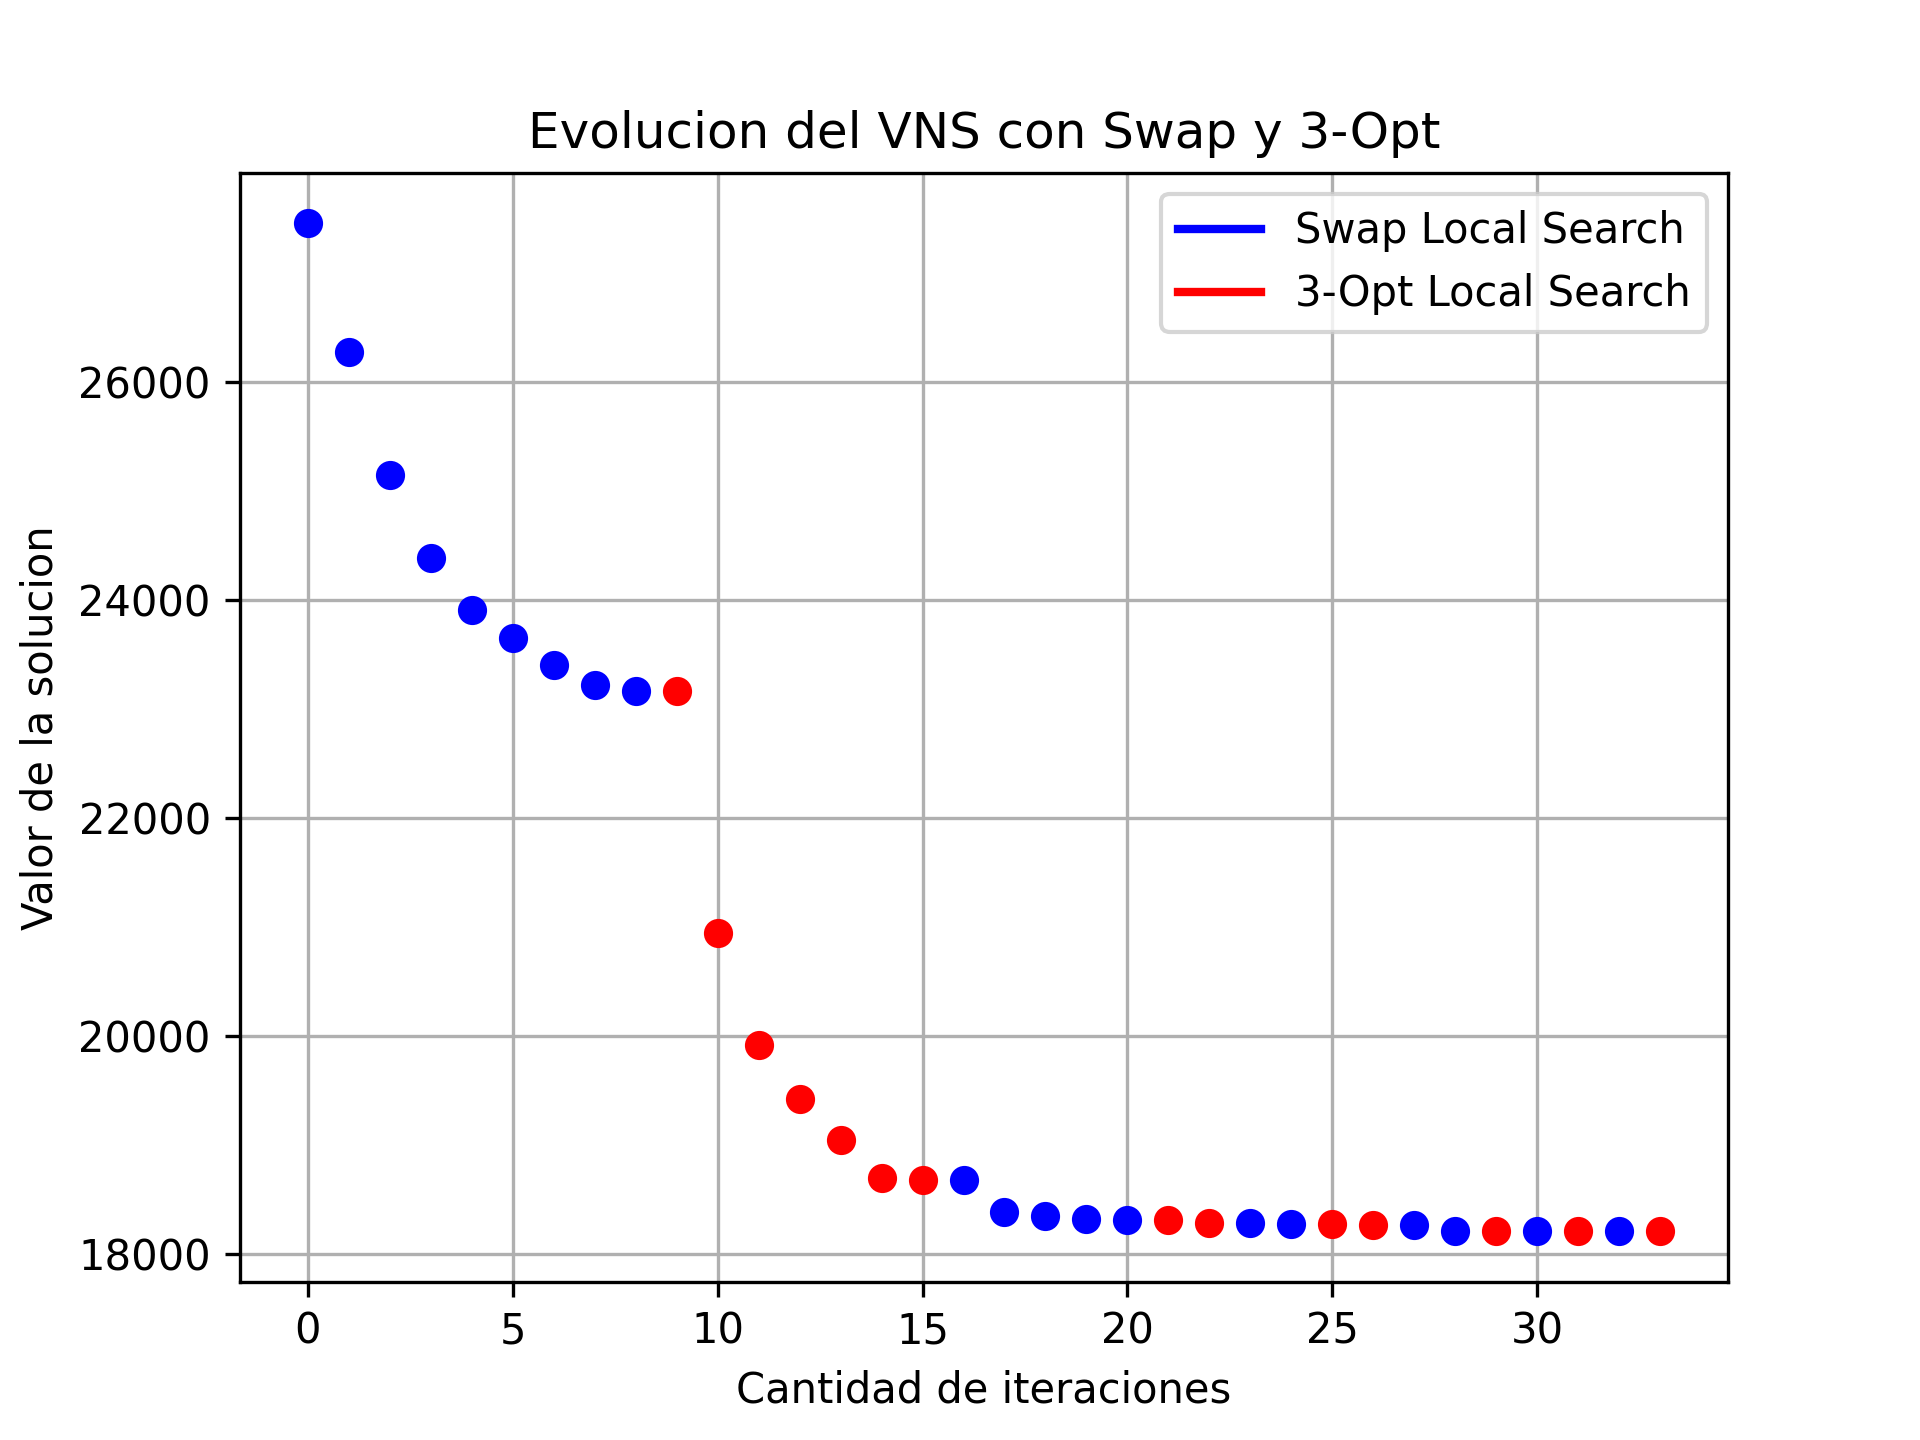 Evolucion del VNS con Swap y 3-Opt
Swap Local Search
3-Opt Local Search
Valor de la solucion
26000
24000
22000
20000
18000
0 5 10 15 20 25 30
Cantidad de iteraciones